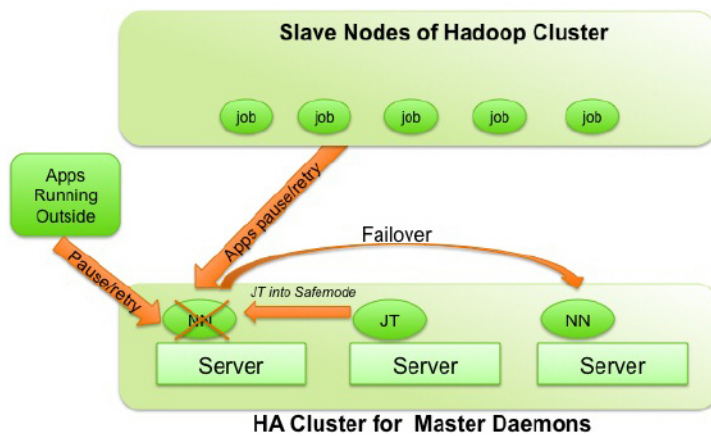 Slave Nodes of Hadoop Cluster
job
job
job
job
job
Apps
Running
Outside
Apps pause/retry
Pause/retry
Failover
JT into Safemode
NN
JT
NN
Server
Server
Server
HA Cluster for Master Daemons